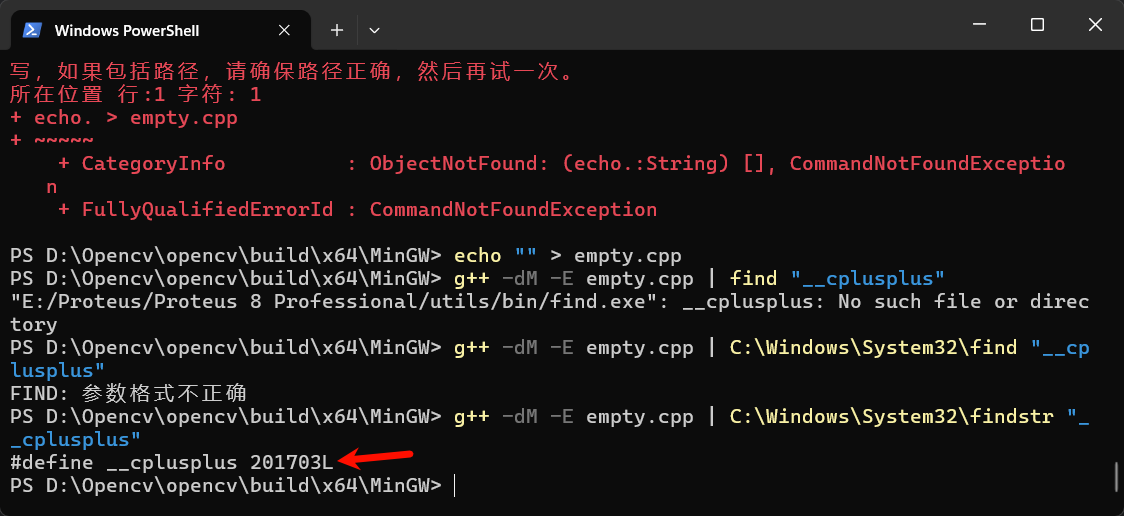 Windows PowerShell
写，如果包括路径，请确保路径正确，然后再试一次。
所在位置 行:1 字符: 1
+ echo. > empty.cpp
+ ~~~~~
+ CategoryInfo : ObjectNotFound: (echo.:String) [], CommandNotFoundExceptio
n
+ FullyQualifiedErrorId : CommandNotFoundException
PS D:\Opencv\opencv\build\x64\MinGW> echo "" > empty.cpp
PS D:\Opencv\opencv\build\x64\MinGW> g++ -dM -E empty.cpp | find "__cplusplus"
"E:/Proteus/Proteus 8 Professional/utils/bin/find.exe": __cplusplus: No such file or direc
tory
PS D:\Opencv\opencv\build\x64\MinGW> g++ -dM -E empty.cpp | C:\Windows\System32\find "__cp
lusplus"
FIND: 参数格式不正确
PS D:\Opencv\opencv\build\x64\MinGW> g++ -dM -E empty.cpp | C:\Windows\System32\findstr "_
_cplusplus"
#define __cplusplus 201703L
PS D:\Opencv\opencv\build\x64\MinGW>